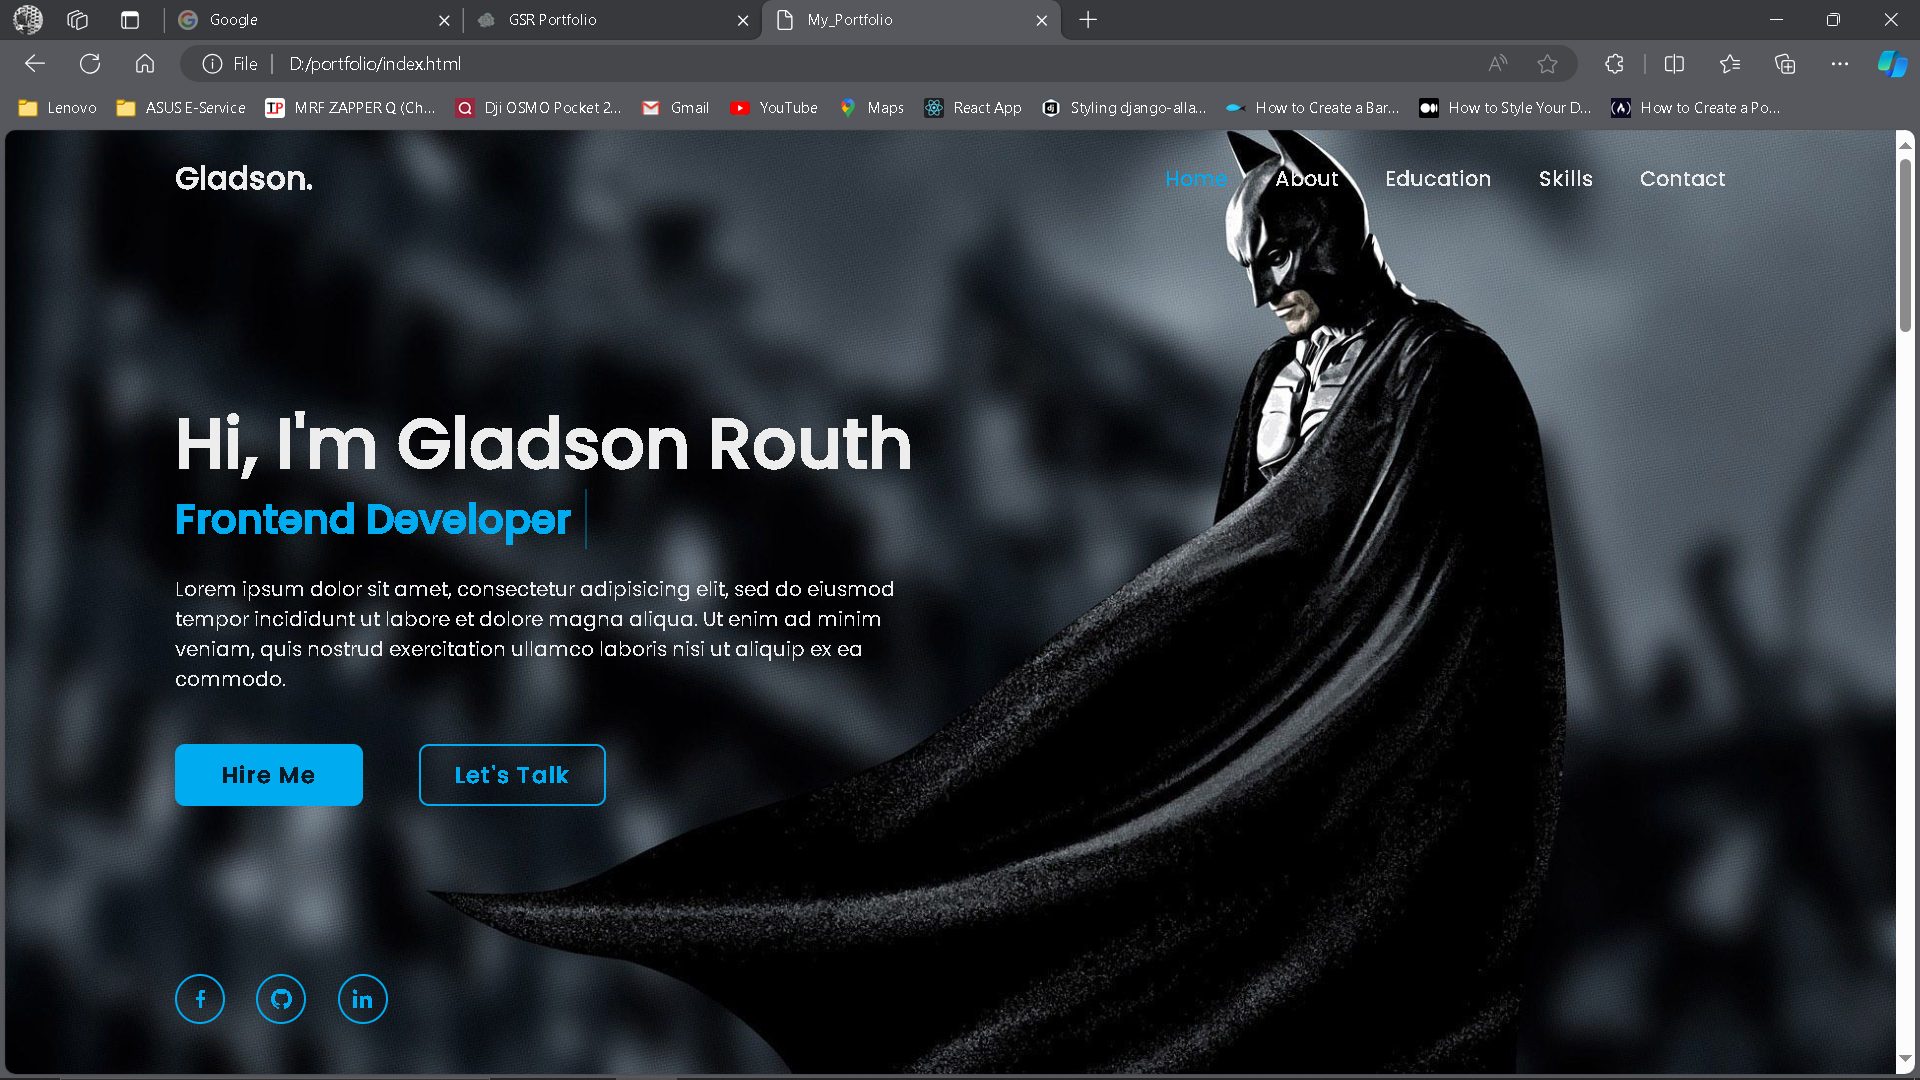 Google
GSR Portfolio
My_Portfolio
File
D:/portfolio/index.html
Lenovo
ASUS E-Service
MRF ZAPPER Q (Ch...
Dji OSMO Pocket 2...
Gmail
YouTube
Maps
React App
Styling django-alla...
How to Create a Bar...
How to Style Your D...
How to Create a Po...
Gladson.
Home
About
Education
Skills
Contact
Hi, I'm Gladson Routh
Frontend Developer
Lorem ipsum dolor sit amet, consectetur adipisicing elit, sed do eiusmod
tempor incididunt ut labore et dolore magna aliqua. Ut enim ad minim
veniam, quis nostrud exercitation ullamco laboris nisi ut aliquip ex ea
commodo.
Hire Me
Let's Talk